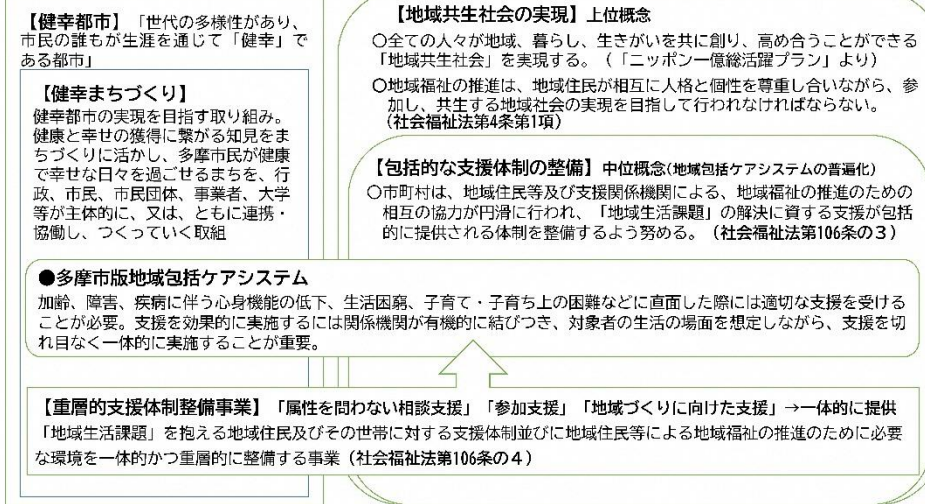 【健幸都市】「世代の多様性があり、
市民の誰もが生涯を通じて「健幸」で
ある都市」
【健幸まちづくり】
健幸都市の実現を目指す取り組み。
健康と幸せの獲得に繋がる知見をま
ちづくりに活かし、多摩市民が健康
で幸せな日々を過ごせるまちを、行
政、市民、市民団体、事業者、大学
等が主体的に、又は、ともに連携・
協働し、つくっていく取組
【地域共生社会の実現】上位概念
○全ての人々が地域、暮らし、生きがいを共に創り、高め合うことができる
「地域共生社会」を実現する。（「ニッポン一億総活躍プラン」より）
○地域福祉の推進は、地域住民が相互に人格と個性を尊重し合いながら、参
加し、共生する地域社会の実現を目指して行われなければならない。
（社会福祉法第4条第1項）
【包括的な支援体制の整備】中位概念(地域包括ケアシステムの普遍化)
○市町村は、地域住民等及び支援関係機関による、地域福祉の推進のための
相互の協力が円滑に行われ、「地域生活課題」の解決に資する支援が包括
的に提供される体制を整備するよう努める。（社会福祉法第106条の３）
●多摩市版地域包括ケアシステム
加齢、障害、疾病に伴う心身機能の低下、生活困窮、子育て・子育ち上の困難などに直面した際には適切な支援を受ける
ことが必要。支援を効果的に実施するには関係機関が有機的に結びつき、対象者の生活の場面を想定しながら、支援を切
れ目なく一体的に実施することが重要。
【重層的支援体制整備事業】「属性を問わない相談支援」「参加支援」「地域づくりに向けた支援」→一体的に提供
「地域生活課題」を抱える地域住民及びその世帯に対する支援体制並びに地域住民等による地域福祉の推進のために必要
な環境を一体的かつ重層的に整備する事業（社会福祉法第106条の４）